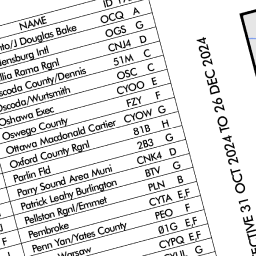 NAME ID
nto/J Douglas Bake OCQ A
densburg Intl OGS G
llia Rama Rgnl CNJ4 D
scoda County/Dennis 51M C
Oscoda/Wurtsmith OSC C
Oshawa Exec CYOO E
Oswego County FZY F
Ottawa Macdonald Cartier CYOW G
Oxford County Rgnl 81B H
Parlin Fld 2B3 G
Parry Sound Area Muni CNK4 D
Patrick Leahy Burlington BTV G
Pellston Rgnl/Emmet PLN B
Pembroke CYTA E,F
Penn Yan/Yates County PEO F
Warsaw 01G E,F
CYPQ E,F
G
F
ECTIVE 31 OCT 2024 TO 26 DEC 2024